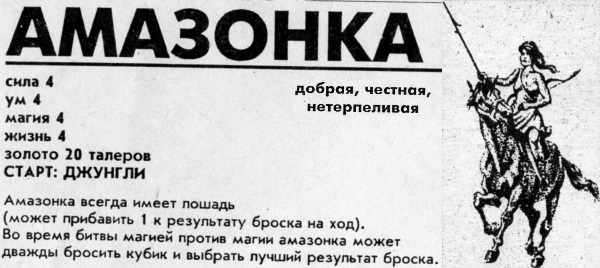 АМАЗОНКА
сила 4
ум 4
магия 4
жизнь 4
золото 20 талеров
СТАРТ: ДЖУНГЛИ
добрая, честная,
нетерпеливая
Амазонка всегда имеет лошадь
(может прибавить 1 к результату броска на ход).
Во время битвы магией против магии амазонка может
дважды бросить кубик и выбрать лучший результат броска.